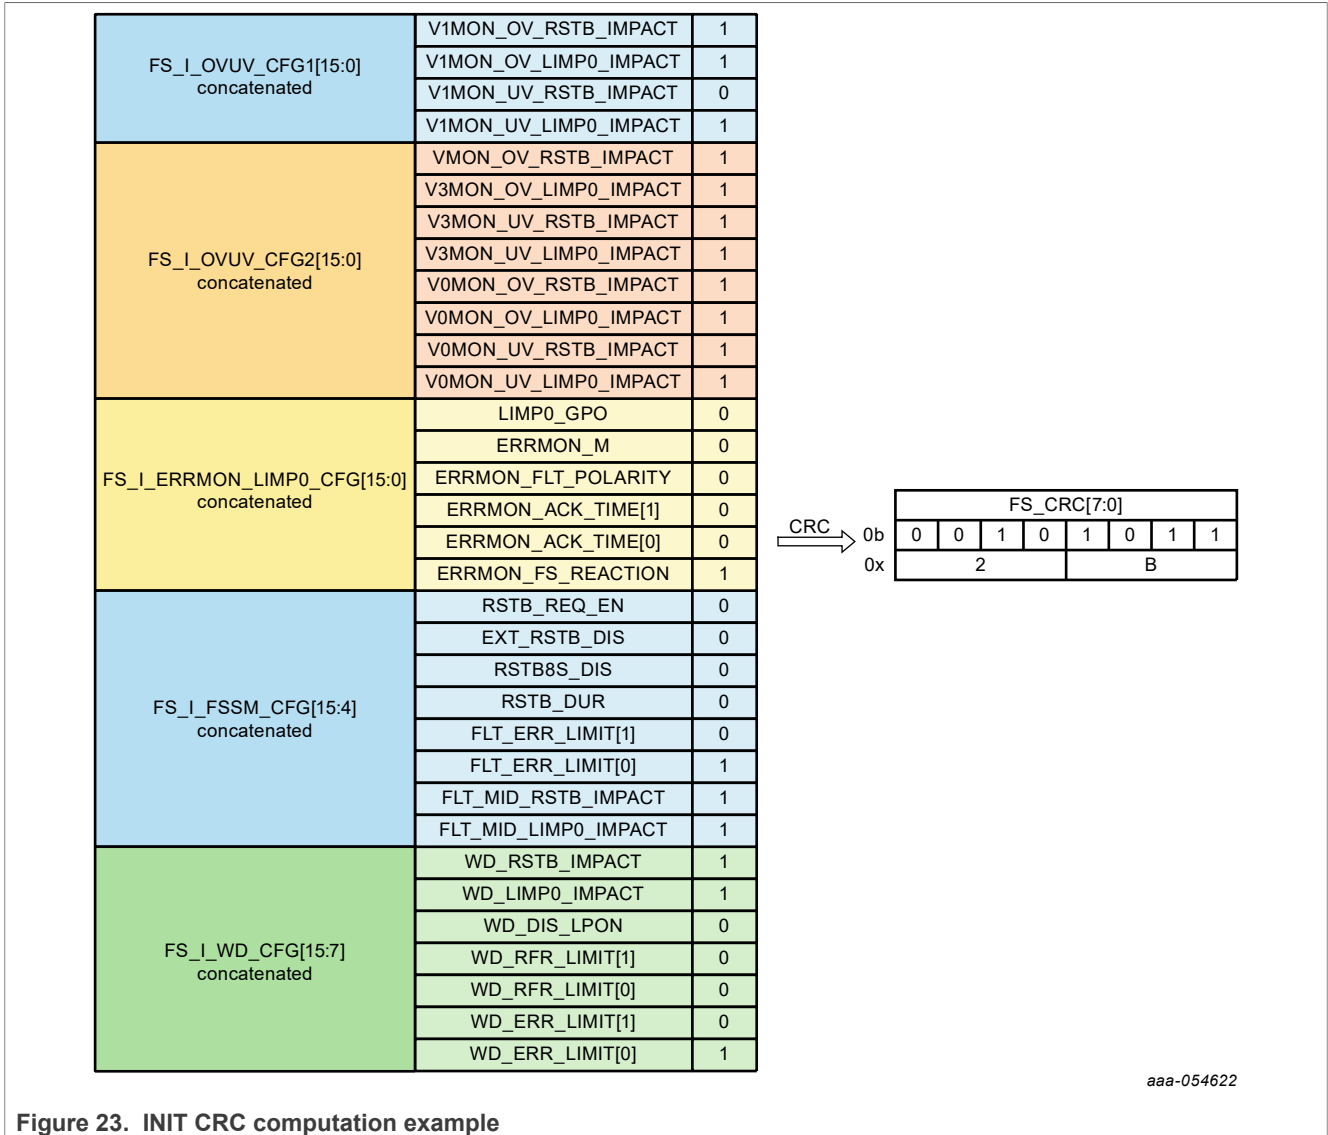 FS_I_OVUV_CFG1[15:0]
concatenated
V1MON_OV_RSTB_IMPACT 1
V1MON_OV_LIMP0_IMPACT 1
V1MON_UV_RSTB_IMPACT 0
V1MON_UV_LIMP0_IMPACT 1
FS_I_OVUV_CFG2[15:0]
concatenated
VMON_OV_RSTB_IMPACT 1
V3MON_OV_LIMP0_IMPACT 1
V3MON_UV_RSTB_IMPACT 1
V3MON_UV_LIMP0_IMPACT 1
V0MON_OV_RSTB_IMPACT 1
V0MON_OV_LIMP0_IMPACT 1
V0MON_UV_RSTB_IMPACT 1
V0MON_UV_LIMP0_IMPACT 1
FS_I_ERRMON_LIMP0_CFG[15:0]
concatenated
LIMP0_GPO 0
ERRMON_M 0
ERRMON_FLT_POLARITY 0
ERRMON_ACK_TIME[1] 0
ERRMON_ACK_TIME[0] 0
ERRMON_FS_REACTION 1
FS_I_FSSM_CFG[15:4]
concatenated
RSTB_REQ_EN 0
EXT_RSTB_DIS 0
RSTB8S_DIS 0
RSTB_DUR 0
FLT_ERR_LIMIT[1] 0
FLT_ERR_LIMIT[0] 1
FLT_MID_RSTB_IMPACT 1
FLT_MID_LIMP0_IMPACT 1
FS_I_WD_CFG[15:7]
concatenated
WD_RSTB_IMPACT 1
WD_LIMP0_IMPACT 1
WD_DIS_LPON 0
WD_RFR_LIMIT[1] 0
WD_RFR_LIMIT[0] 0
WD_ERR_LIMIT[1] 0
WD_ERR_LIMIT[0] 1
CRC
FS_CRC[7:0]
0b 0 0 1 0 1 0 1 1
0x 2 B
aaa-054622
Figure 23. INIT CRC computation example